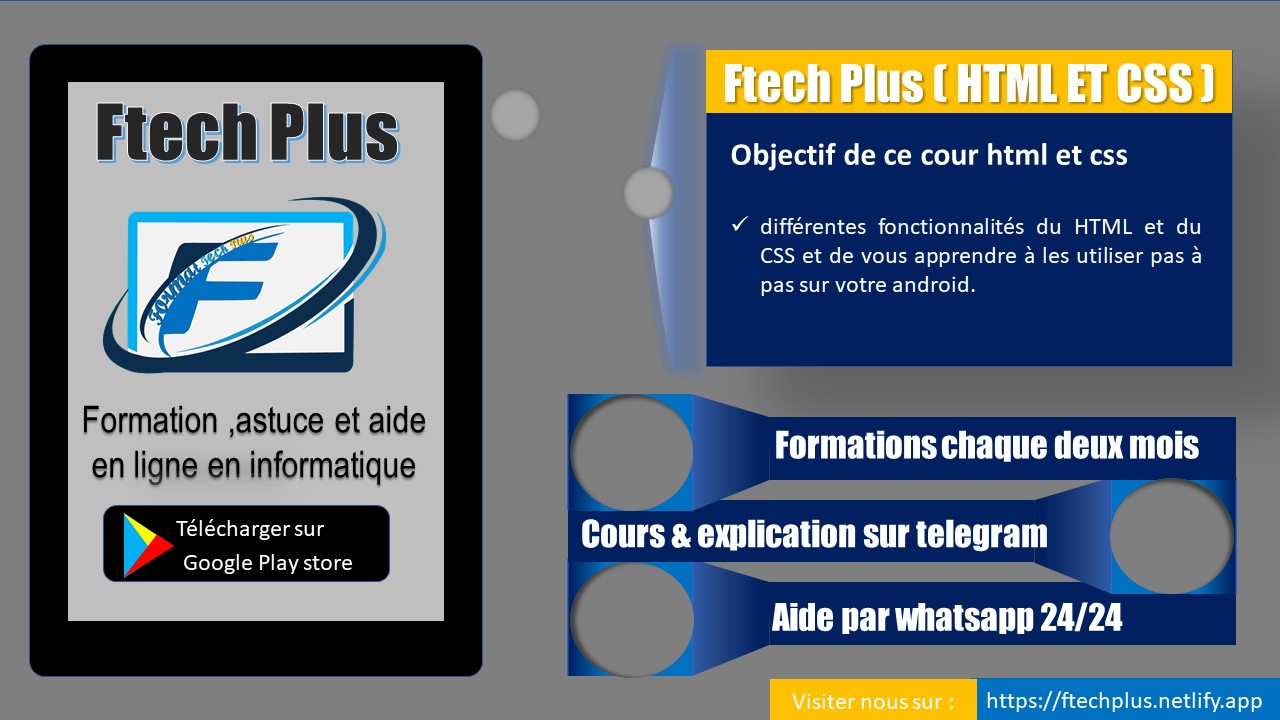 Ftech Plus
Format Tech Plus
Formation ,astuce et aide
en ligne en informatique
Télécharger sur
Google Play store
Ftech Plus ( HTML ET CSS )
Objectif de ce cour html et css
✓ différentes fonctionnalités du HTML et du
CSS et de vous apprendre à les utiliser pas à
pas sur votre android.
Formations chaque deux mois
Cours & explication sur telegram
Aide par whatsapp 24/24
Visiter nous sur :
https://ftechplus.netlify.app